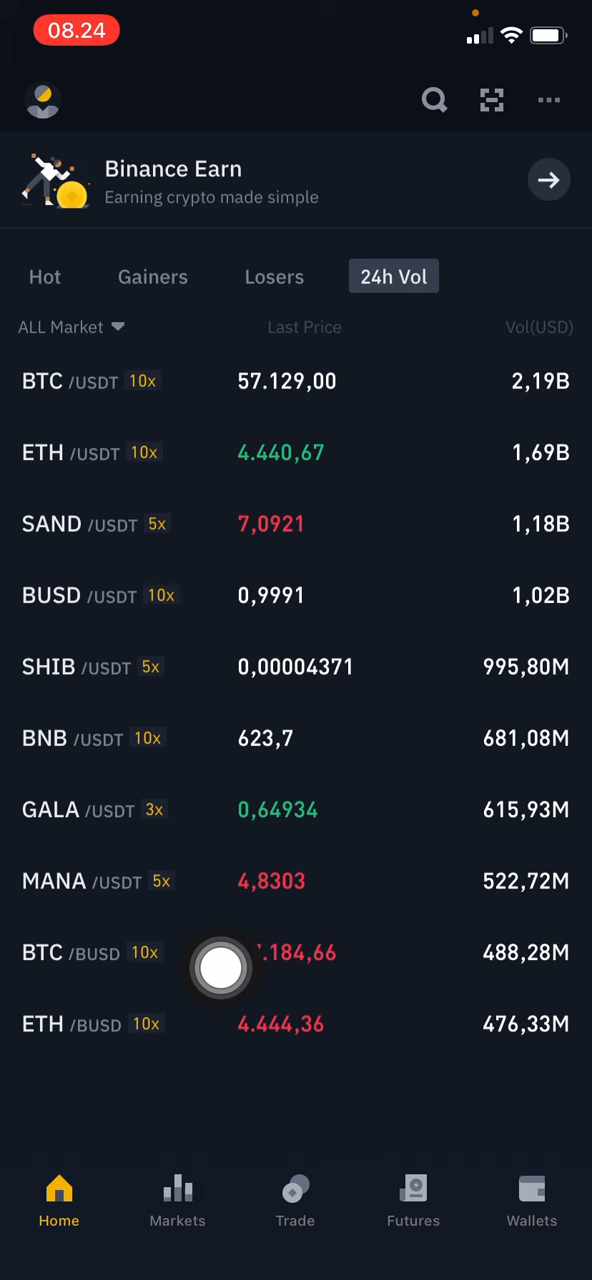 08.24
Binance Earn
Earning crypto made simple
Hot Gainers Losers 24h Vol
ALL Market Last Price Vol(USD)
BTC /USDT 10x 57.129,00 2,19B
ETH /USDT 10x 4.440,67 1,69B
SAND /USDT 5x 7,0921 1,18B
BUSD /USDT 10x 0,9991 1,02B
SHIB /USDT 5x 0,00004371 995,80M
BNB /USDT 10x 623,7 681,08M
GALA /USDT 3x 0,64934 615,93M
MANA /USDT 5x 4,8303 522,72M
BTC /BUSD 10x 488,28M
ETH /BUSD 10x 4.444,36 476,33M
Home Markets Trade Futures Wallets